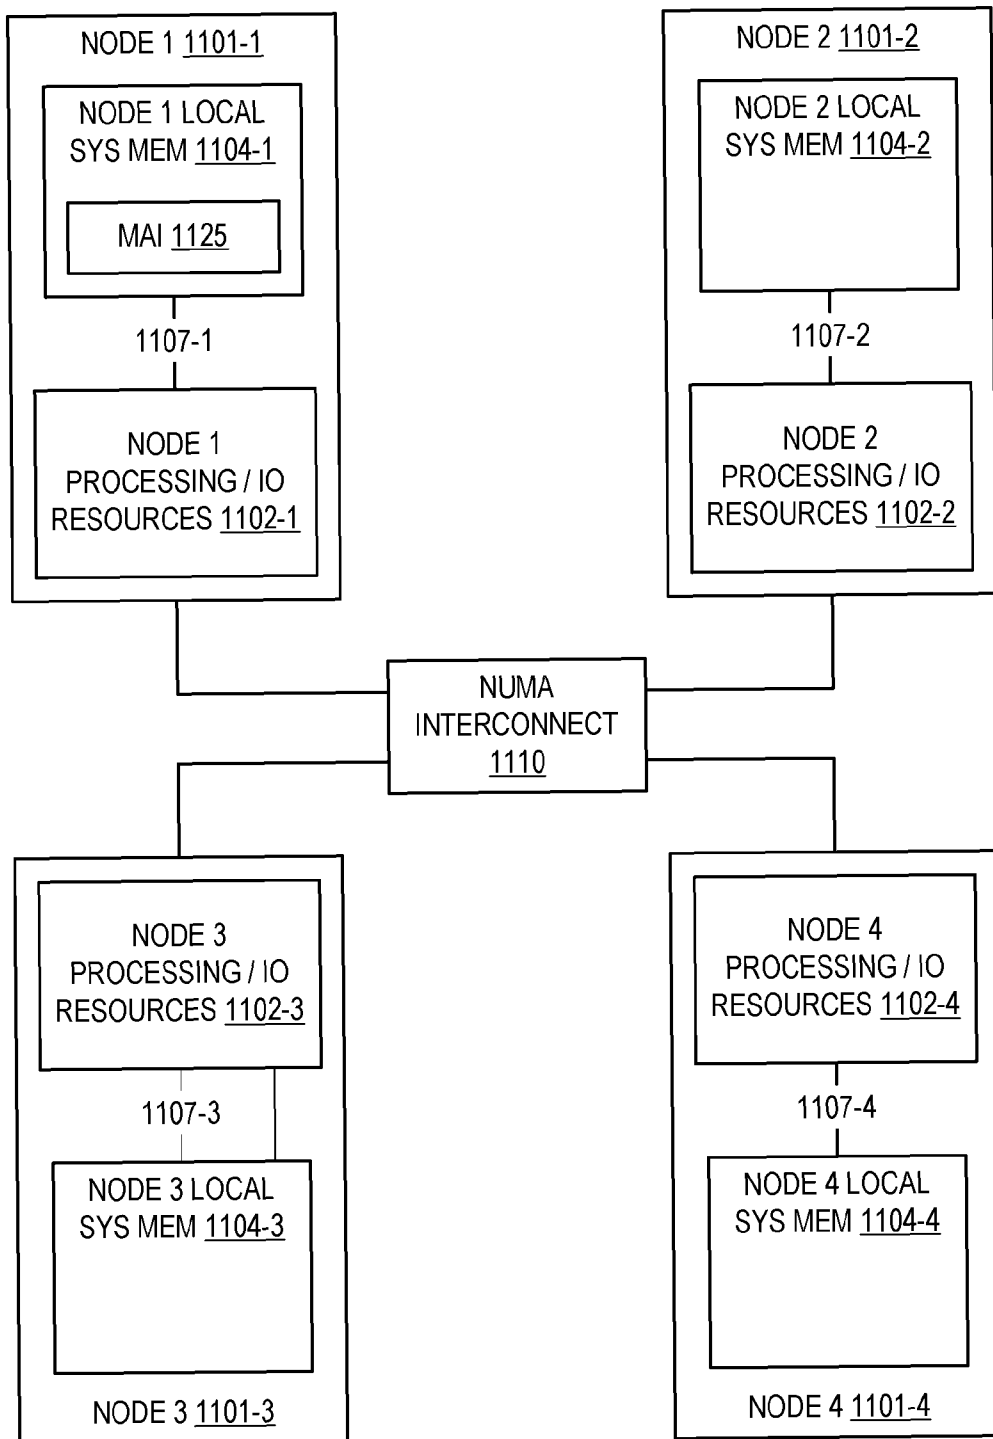 NODE 1 1101-1
NODE 1 LOCAL
SYS MEM 1104-1
MAI 1125
1107-1
NODE 1
PROCESSING / IO
RESOURCES 1102-1
NODE 2 1101-2
NODE 2 LOCAL
SYS MEM 1104-2
1107-2
NODE 2
PROCESSING / IO
RESOURCES 1102-2
NUMA
INTERCONNECT
1110
NODE 3
PROCESSING / IO
RESOURCES 1102-3
1107-3
NODE 3 LOCAL
SYS MEM 1104-3
NODE 3 1101-3
NODE 4
PROCESSING / IO
RESOURCES 1102-4
1107-4
NODE 4 LOCAL
SYS MEM 1104-4
NODE 4 1101-4